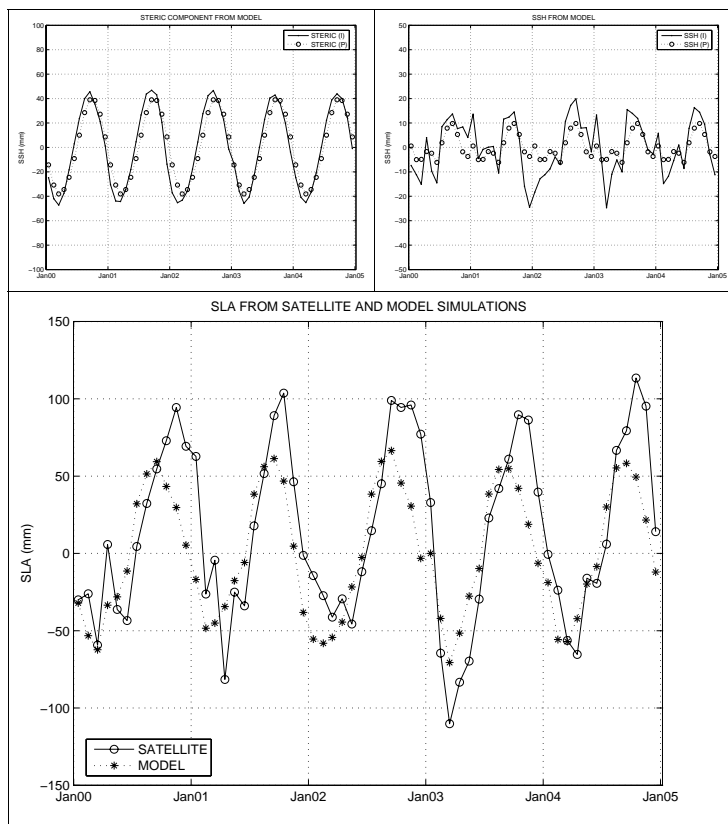 STERIC COMPONENT FROM MODEL
100
80
60
40
20
0
−20
−40
−60
−80
−100
SSH (mm)
STERIC (I)
STERIC (P)
Jan00 Jan01 Jan02 Jan03 Jan04 Jan05
SSH FROM MODEL
50
40
30
20
10
0
−10
−20
−30
−40
−50
SSH (mm)
SSH (I)
SSH (P)
Jan00 Jan01 Jan02 Jan03 Jan04 Jan05
SLA FROM SATELLITE AND MODEL SIMULATIONS
150
100
50
0
−50
−100
−150
SLA (mm)
SATELLITE
MODEL
Jan00 Jan01 Jan02 Jan03 Jan04 Jan05